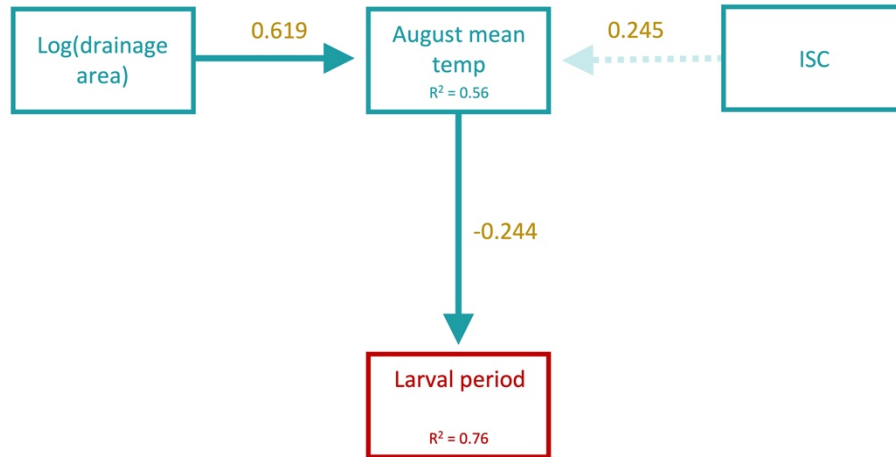 Log(drainage
area)
0.619
August mean
temp
R² = 0.56
0.245
ISC
-0.244
Larval period
R² = 0.76